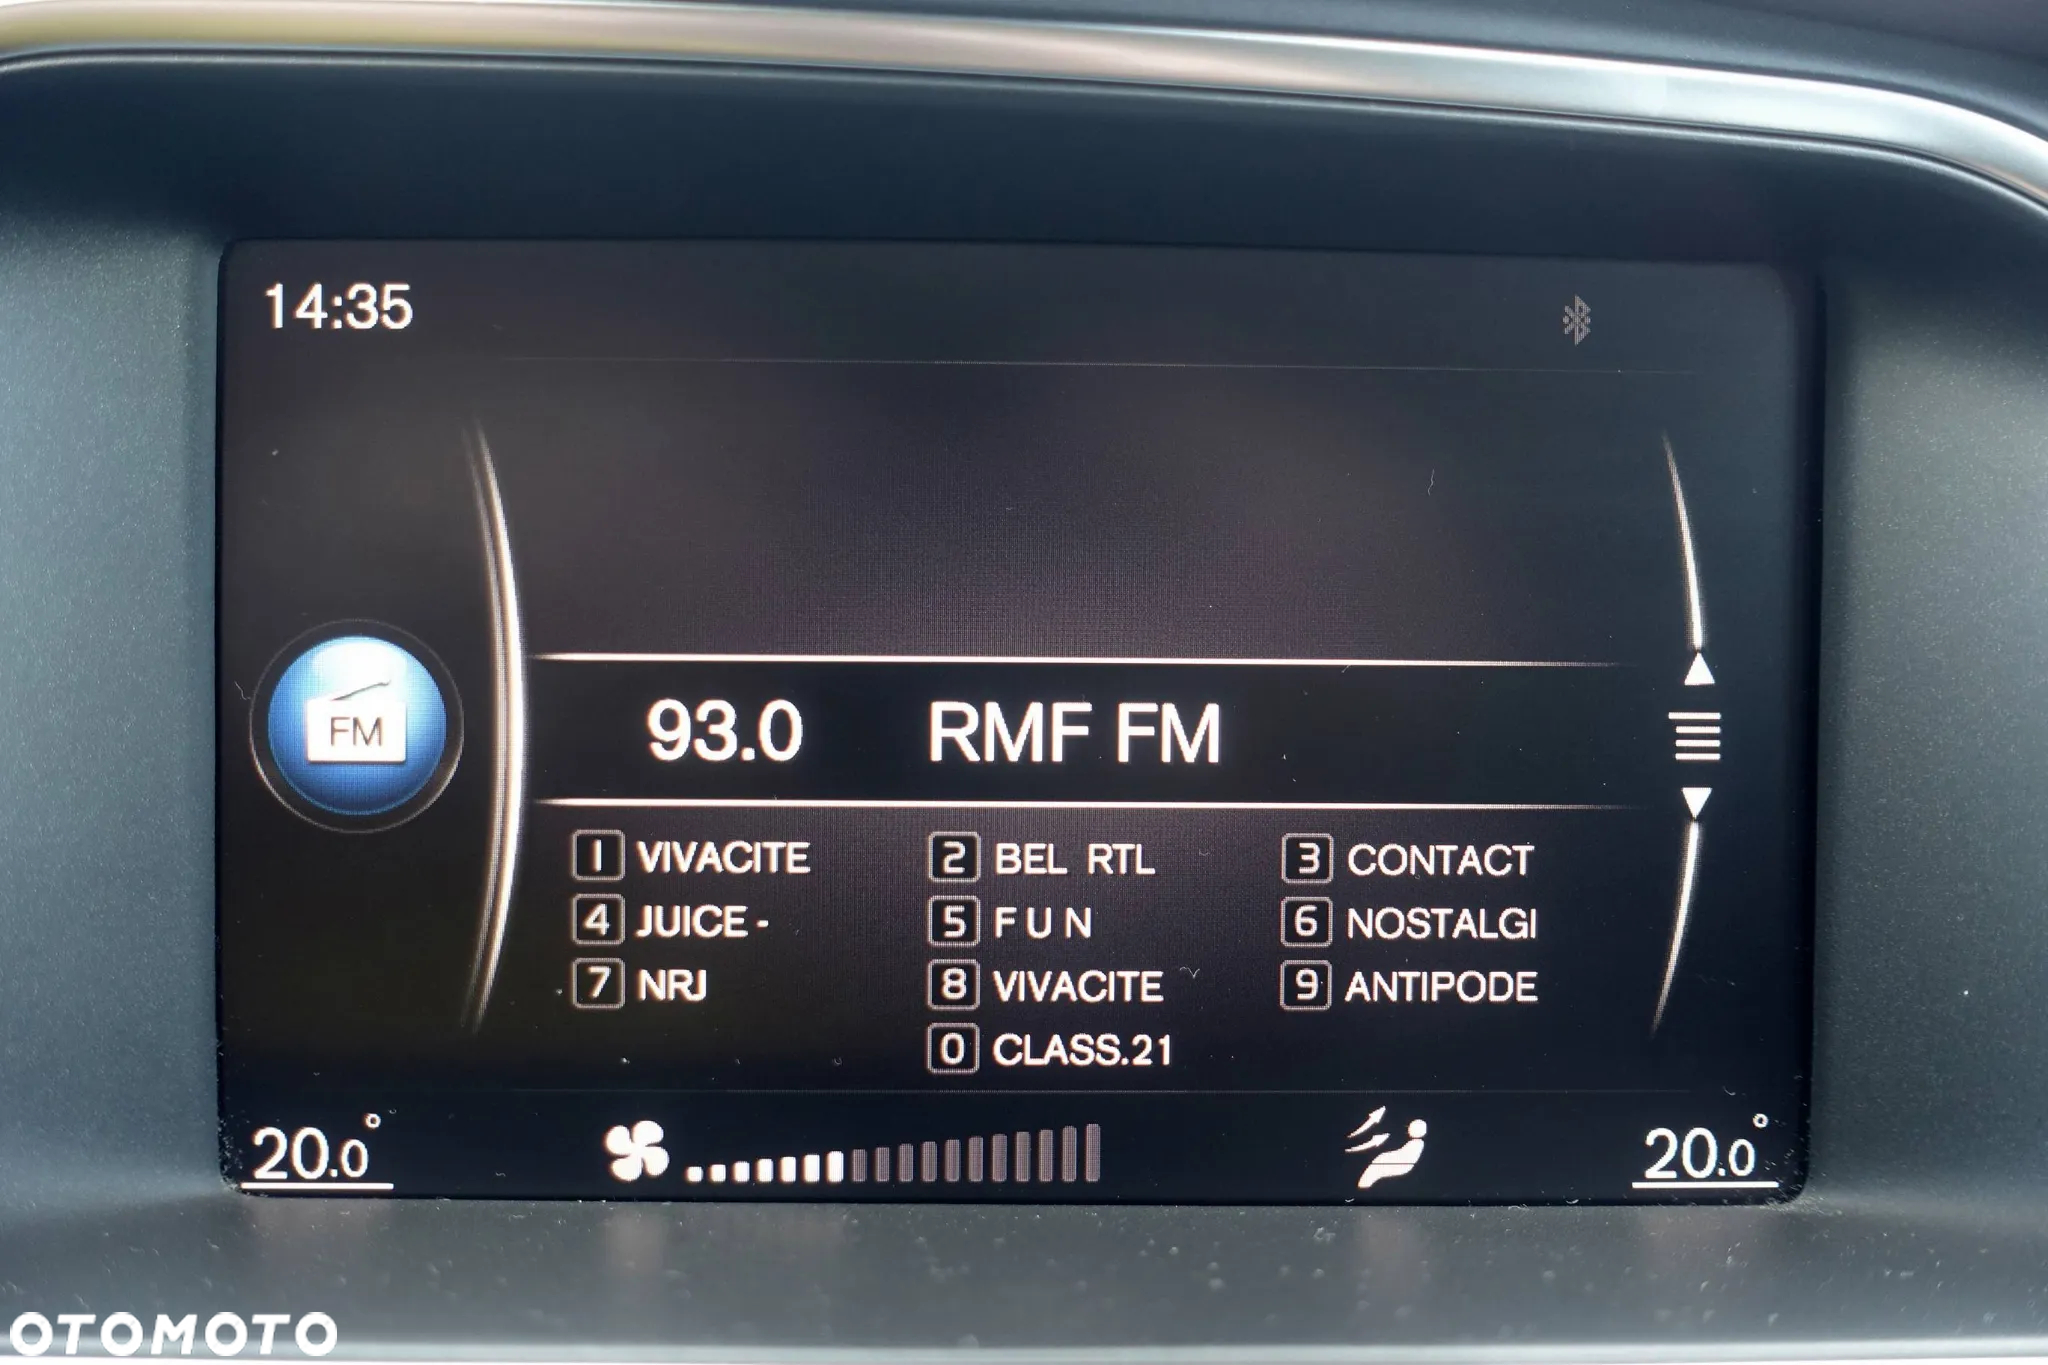 14:35
FM
93.0 RMF FM
1 VIVACITE 2 BEL RTL 3 CONTACT
4 JUICE - 5 F U N 6 NOSTALGI
7 NRJ 8 VIVACITE 9 ANTIPODE
0 CLASS.21
20.0° 20.0°
OTOMOTO